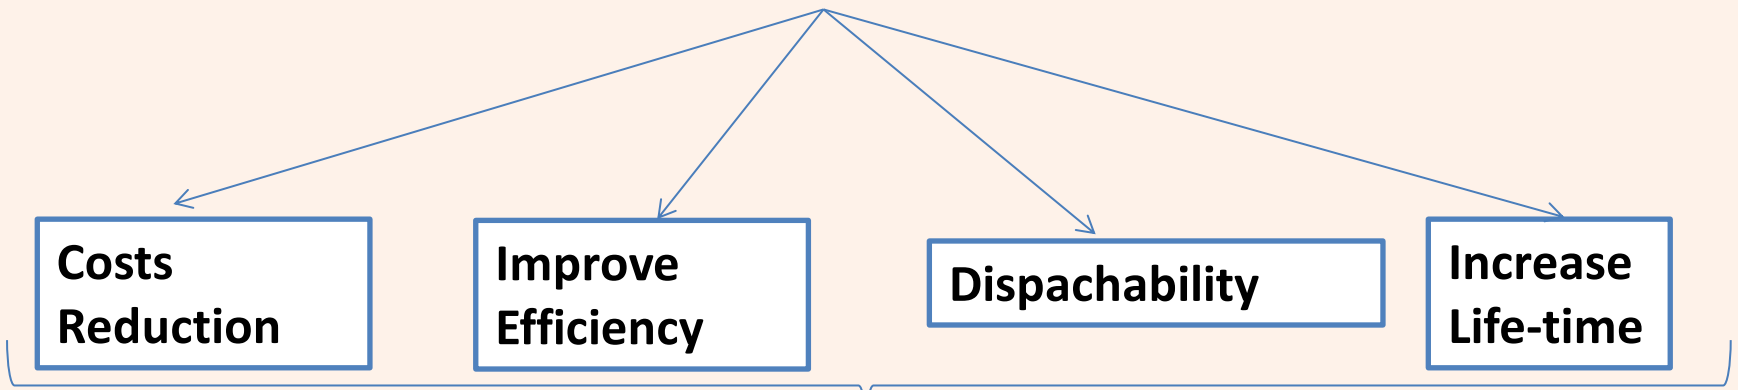 Costs
Reduction
Improve
Efficiency
Dispachability
Increase
Life-time